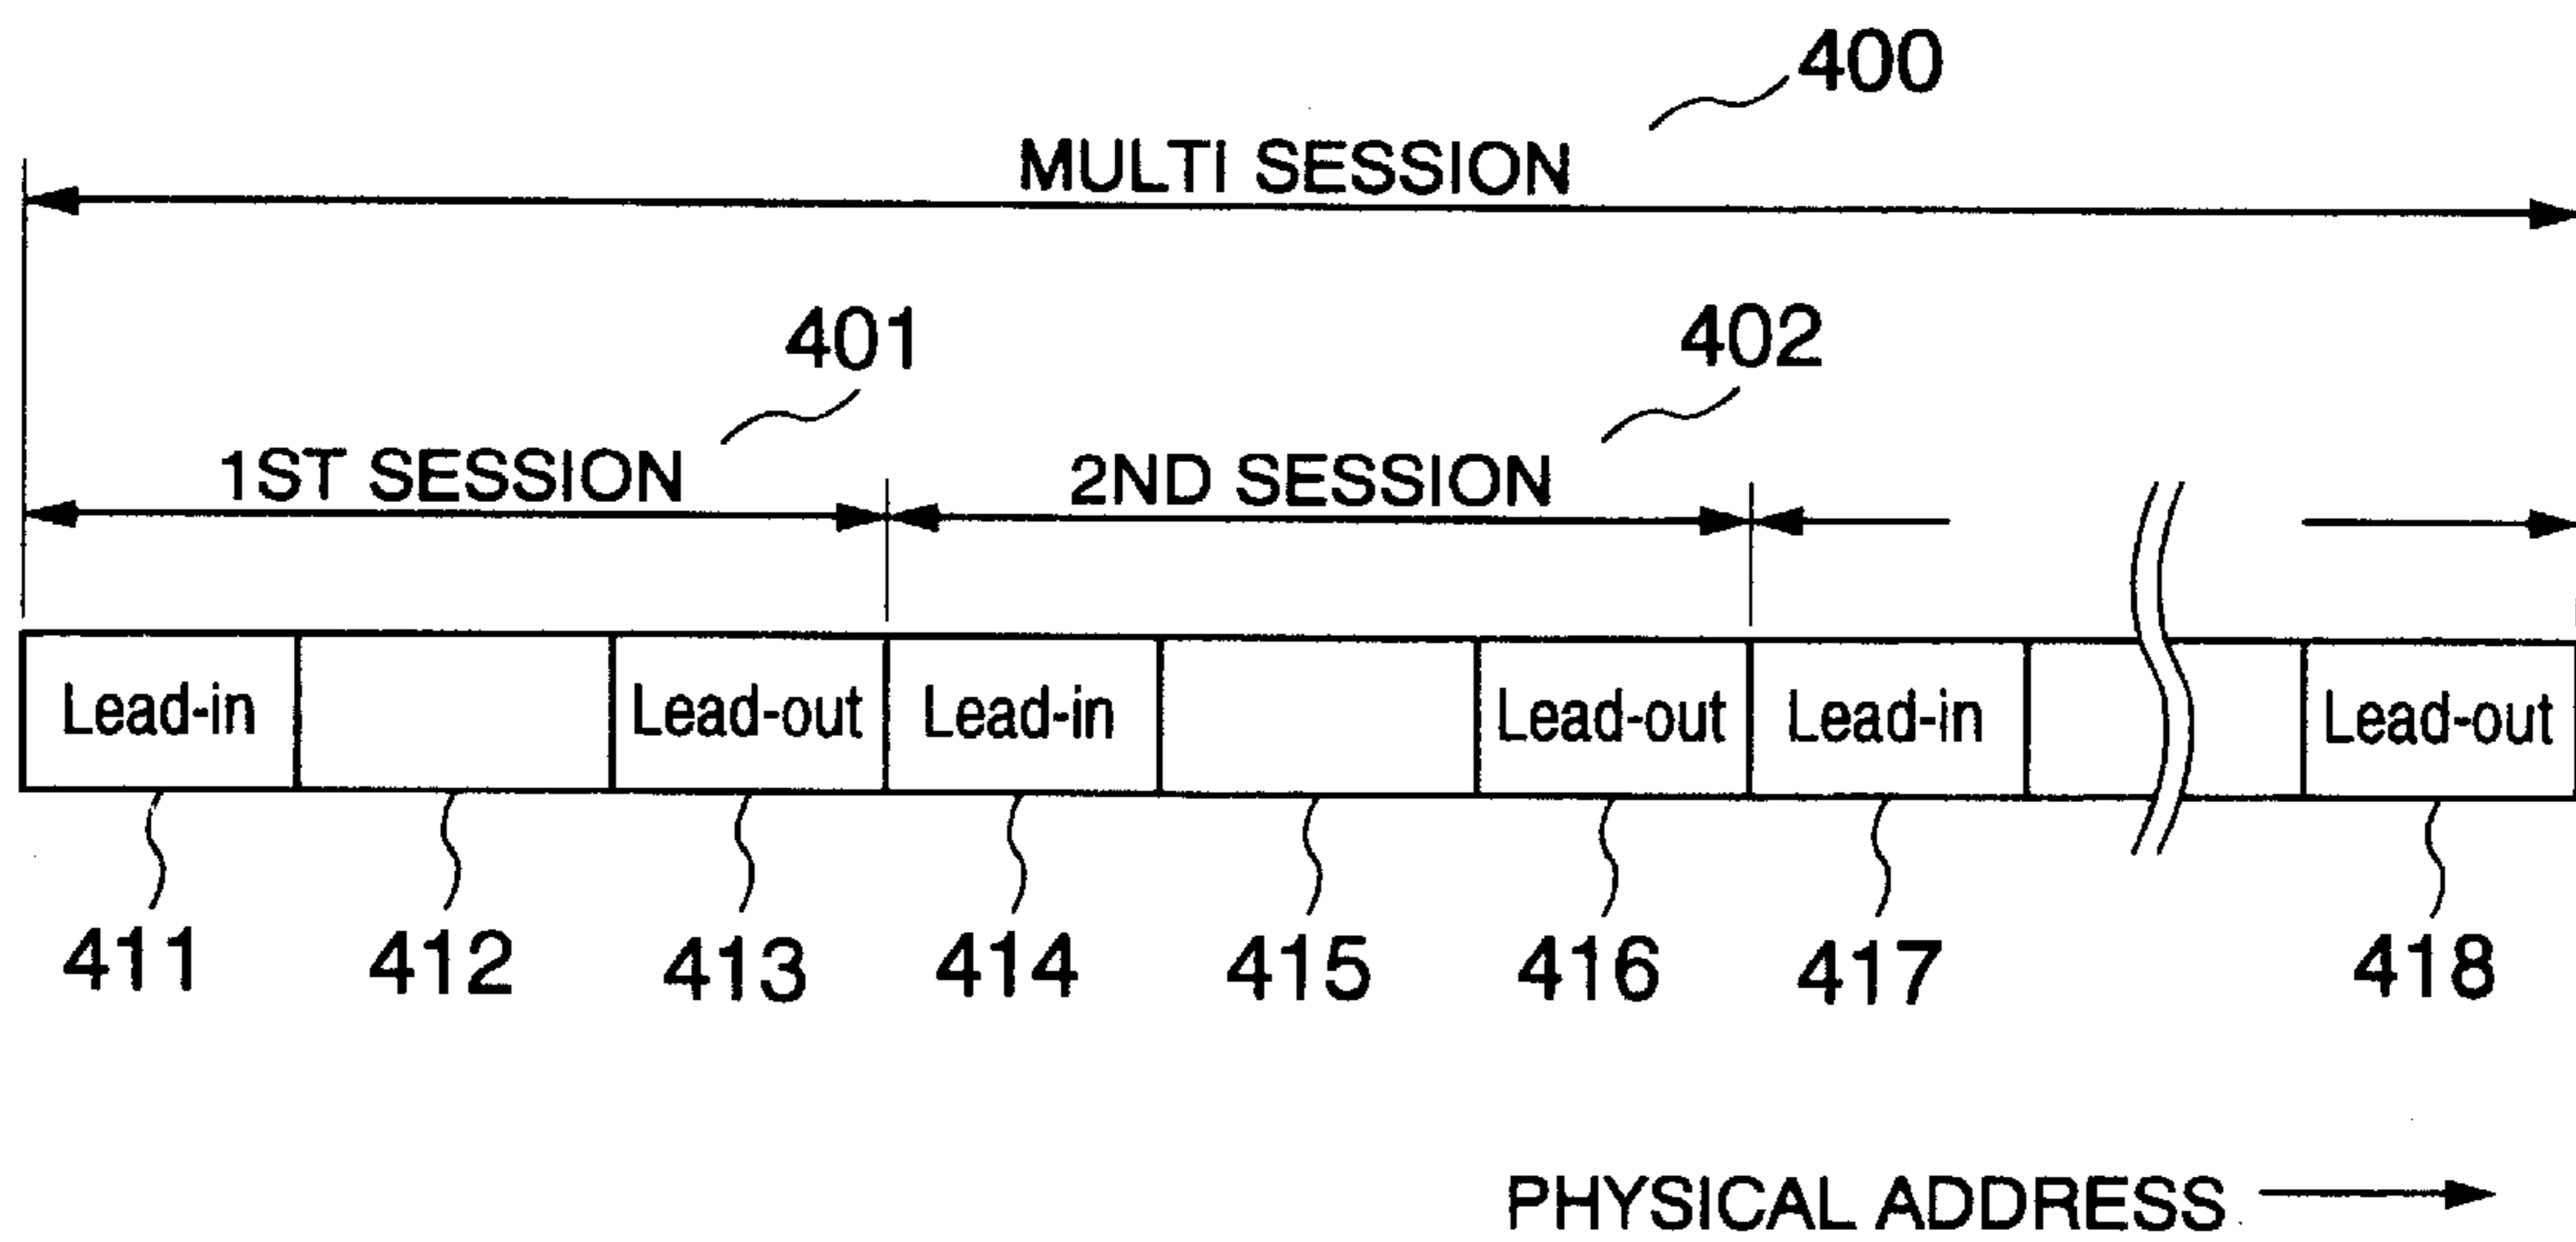 400
MULTI SESSION
401 402
1ST SESSION 2ND SESSION
Lead-in Lead-out Lead-in Lead-out Lead-in Lead-out
411 412 413 414 415 416 417 418
PHYSICAL ADDRESS